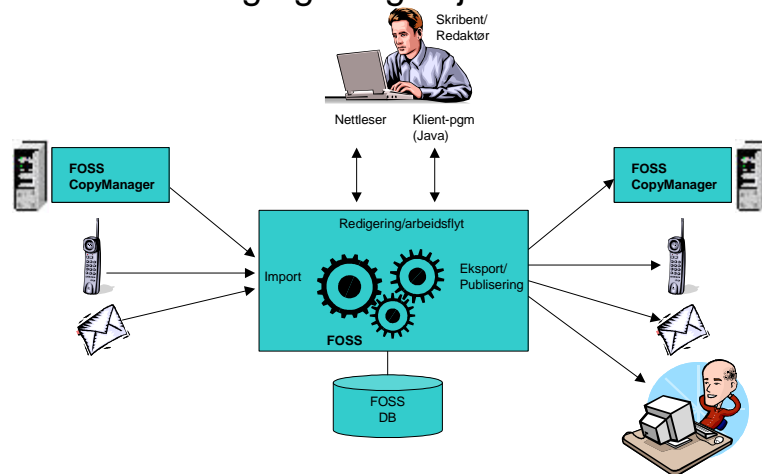 Skribent/
Redaktør
Nettleser
Klient-pgm
(Java)
FOSS
CopyManager
FOSS
CopyManager
Redigering/arbeidsflyt
Import
Eksport/
Publisering
FOSS
FOSS
DB